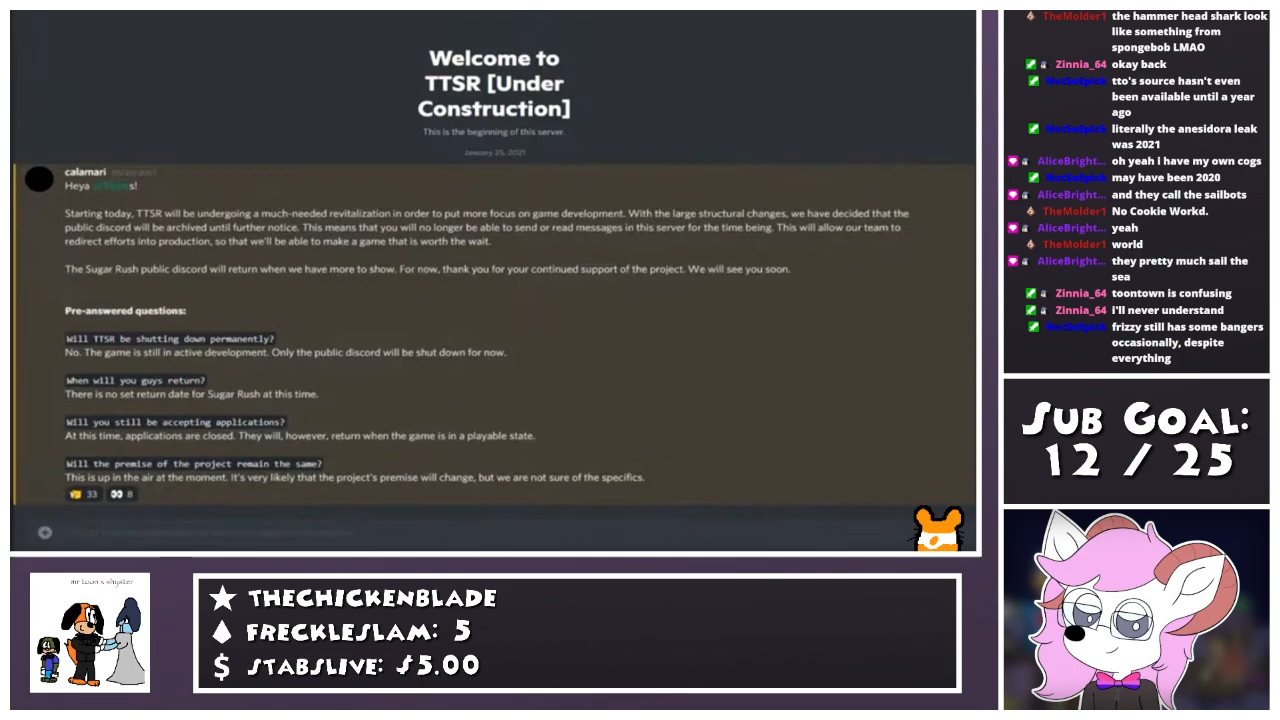 Welcome to
TTSR [Under
Construction]
This is the beginning of this server.
January 25, 2021
calamari
Heya s!
Starting today, TTSR will be undergoing a much-needed revitalization in order to put more focus on game development. With the large structural changes, we have decided that the
public discord will be archived until further notice. This means that you will no longer be able to send or read messages in this server for the time being. This will allow our team to
redirect efforts into production, so that we'll be able to make a game that is worth the wait.
The Sugar Rush public discord will return when we have more to show. For now, thank you for your continued support of the project. We will see you soon.
Pre-answered questions:
Will TTSR be shutting down permanently?
No. The game is still in active development. Only the public discord will be shut down for now.
When will you guys return?
There is no set return date for Sugar Rush at this time.
Will you still be accepting applications?
At this time, applications are closed. They will, however, return when the game is in a playable state.
Will the premise of the project remain the same?
This is up in the air at the moment. It's very likely that the project's premise will change, but we are not sure of the specifics.
33 8
TheMolder1 the hammer head shark look
like something from
spongebob LMAO
Zinnia_64 okay back
NotSoEpick tto's source hasn't even
been available until a year
ago
NotSoEpick literally the anesidora leak
was 2021
AliceBright... oh yeah i have my own cogs
NotSoEpick may have been 2020
AliceBright... and they call the sailbots
TheMolder1 No Cookie Workd.
AliceBright... yeah
TheMolder1 world
AliceBright... they pretty much sail the
sea
Zinnia_64 toontown is confusing
Zinnia_64 i'll never understand
NotSoEpick frizzy still has some bangers
occasionally, despite
everything
Sub Goal:
12 / 25
mr toon x shyster
THECHICKENBLADE
FRECKLESLAM: 5
$ STABSLIVE: $5.00